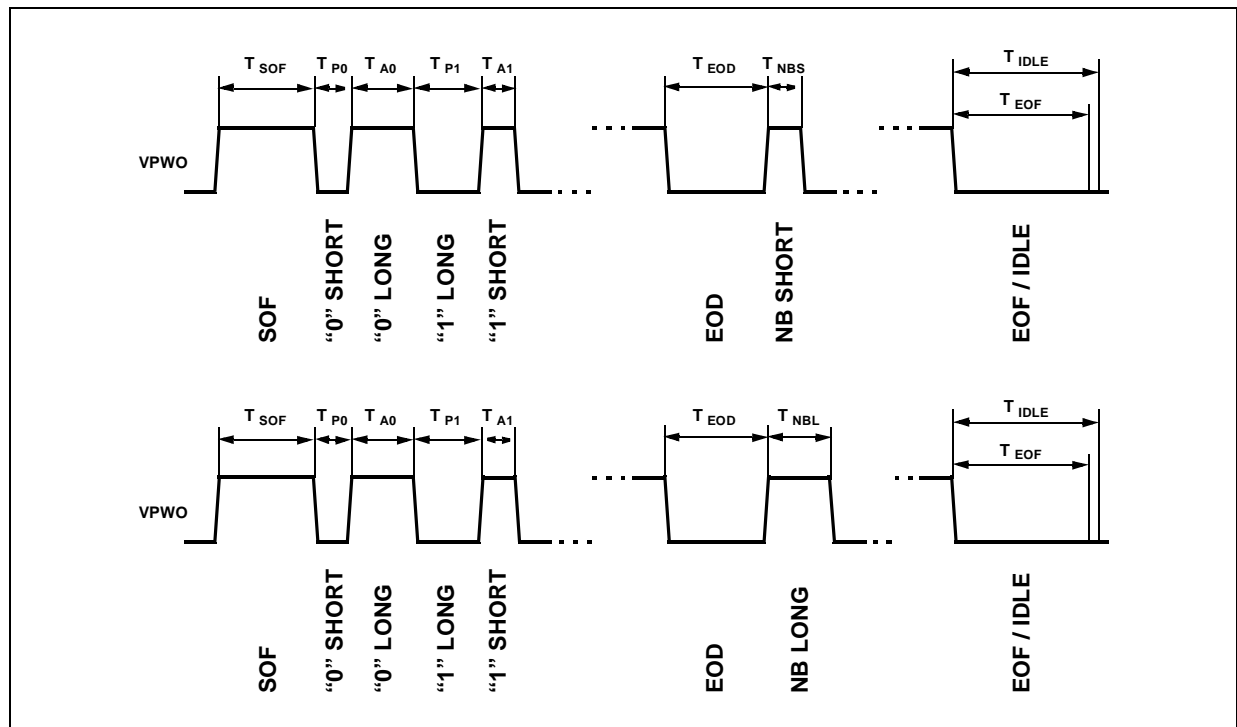 T SOF T P0 T A0 T P1 T A1 T EOD T NBS T IDLE
T EOF
VPWO
SOF “0” SHORT “0” LONG “1” LONG “1” SHORT EOD NB SHORT EOF / IDLE
T SOF T P0 T A0 T P1 T A1 T EOD T NBL T IDLE
T EOF
VPWO
SOF “0” SHORT “0” LONG “1” LONG “1” SHORT EOD NB LONG EOF / IDLE